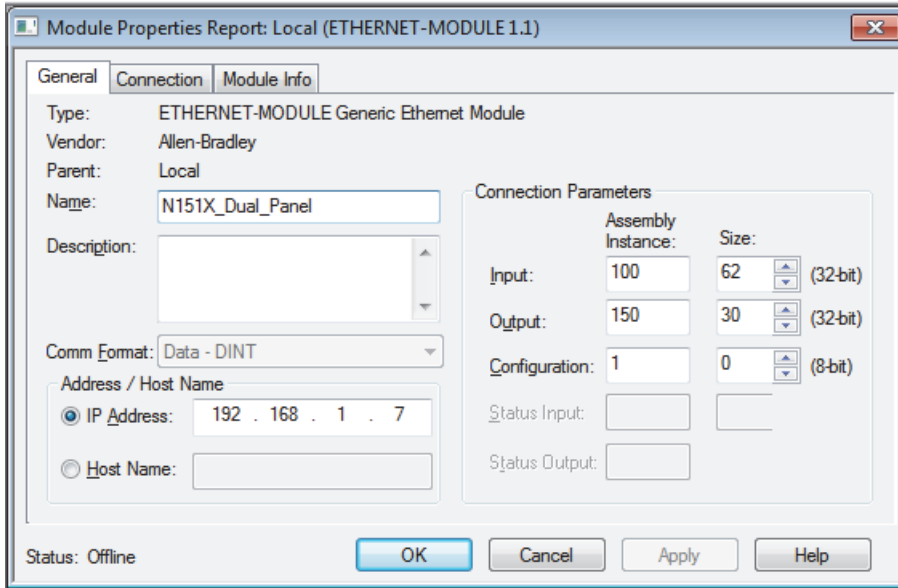 Module Properties Report: Local (ETHERNET-MODULE 1.1)
General Connection Module Info
Type: ETHERNET-MODULE Generic Ethernet Module
Vendor: Allen-Bradley
Parent: Local
Name: N151X_Dual_Panel
Description:
Comm Format: Data - DINT
Address / Host Name
IP Address: 192 . 168 . 1 . 7
Host Name:
Connection Parameters
Assembly
Instance: Size:
Input: 100 62 (32-bit)
Output: 150 30 (32-bit)
Configuration: 1 0 (8-bit)
Status Input:
Status Output:
Status: Offline OK Cancel Apply Help